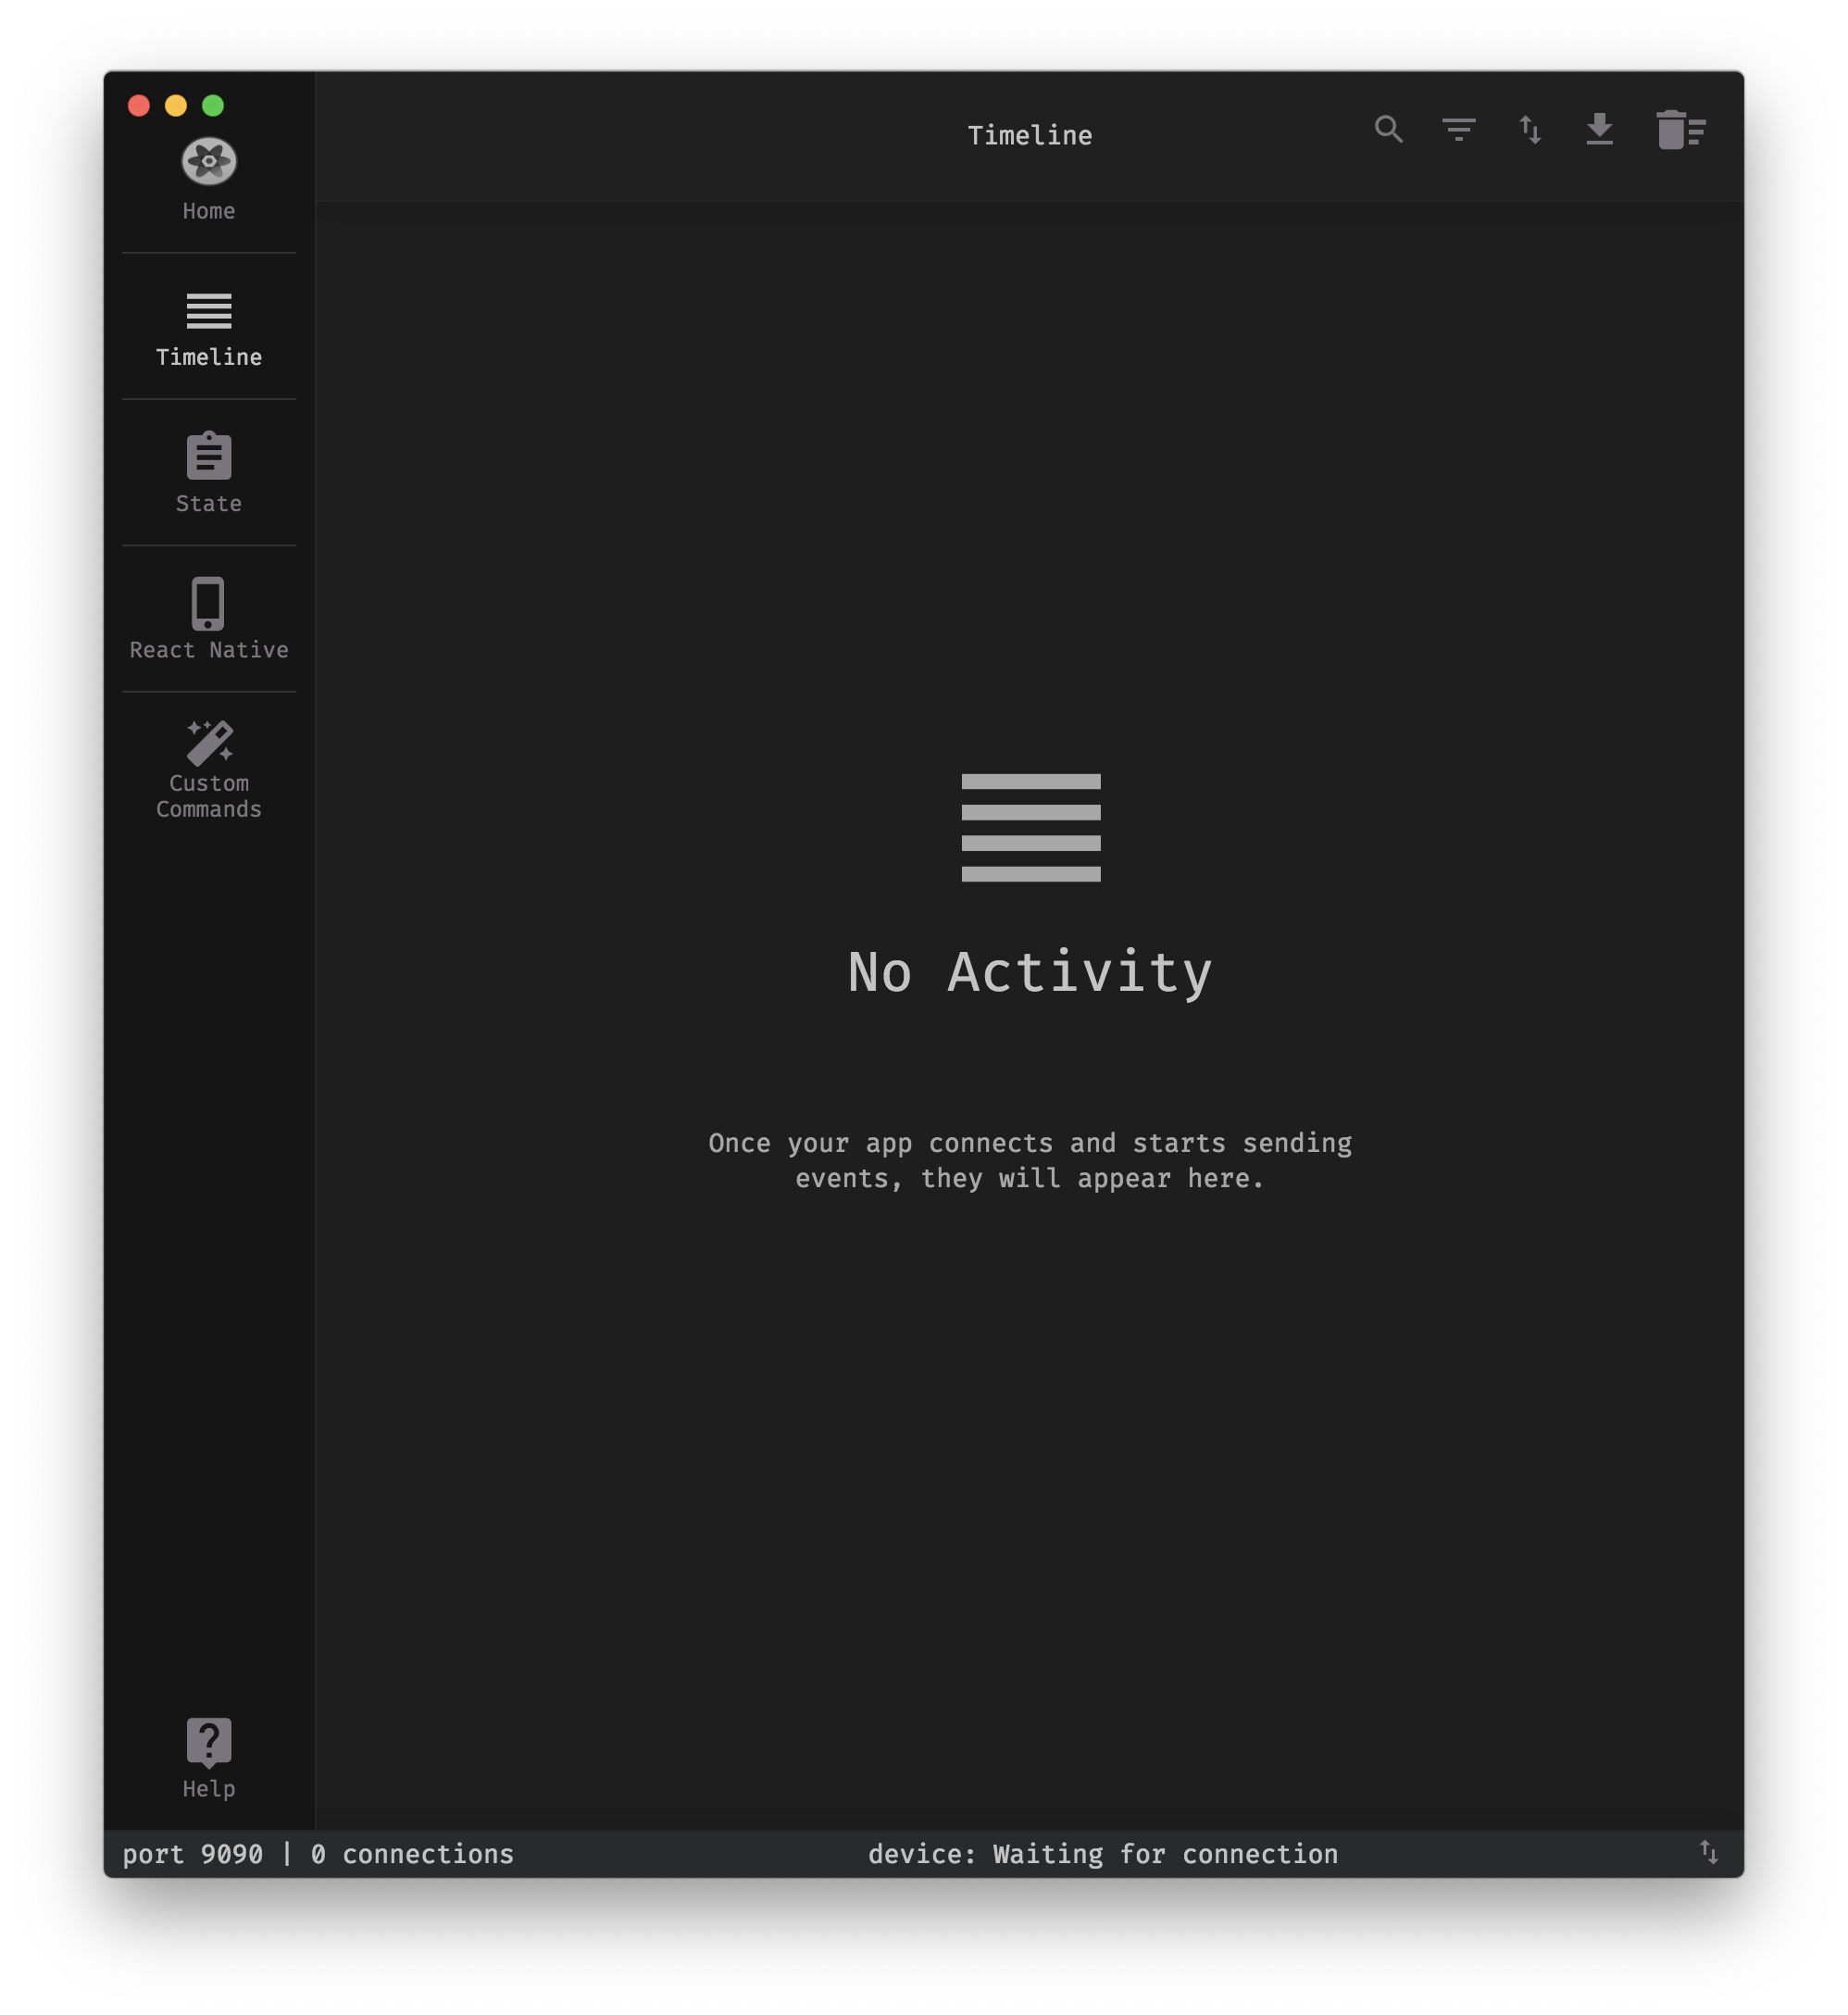 Timeline
Home
Timeline
State
React Native
Custom
Commands
No Activity
Once your app connects and starts sending
events, they will appear here.
Help
port 9090 | 0 connections
device: Waiting for connection